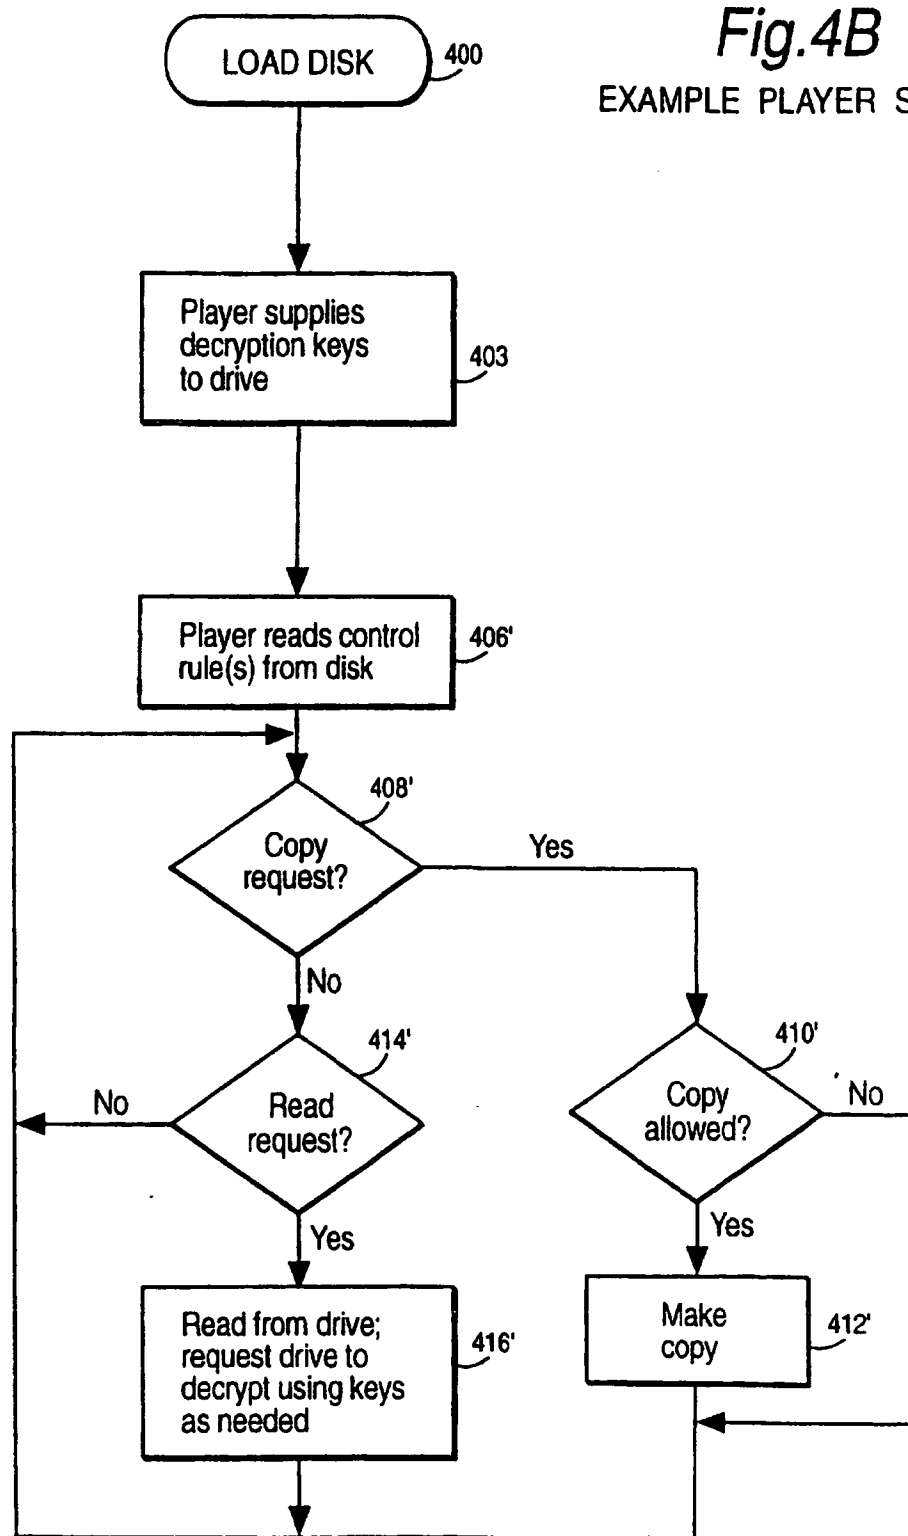 Fig.4B
EXAMPLE PLAYER
LOAD DISK
400
Player supplies
decryption keys
to drive
403
Player reads control
rule(s) from disk
406'
408'
Copy
request?
Yes
No
414'
Read
request?
No
Yes
410'
Copy
allowed?
No
Yes
Read from drive;
request drive to
decrypt using keys
as needed
416'
Make
copy
412'